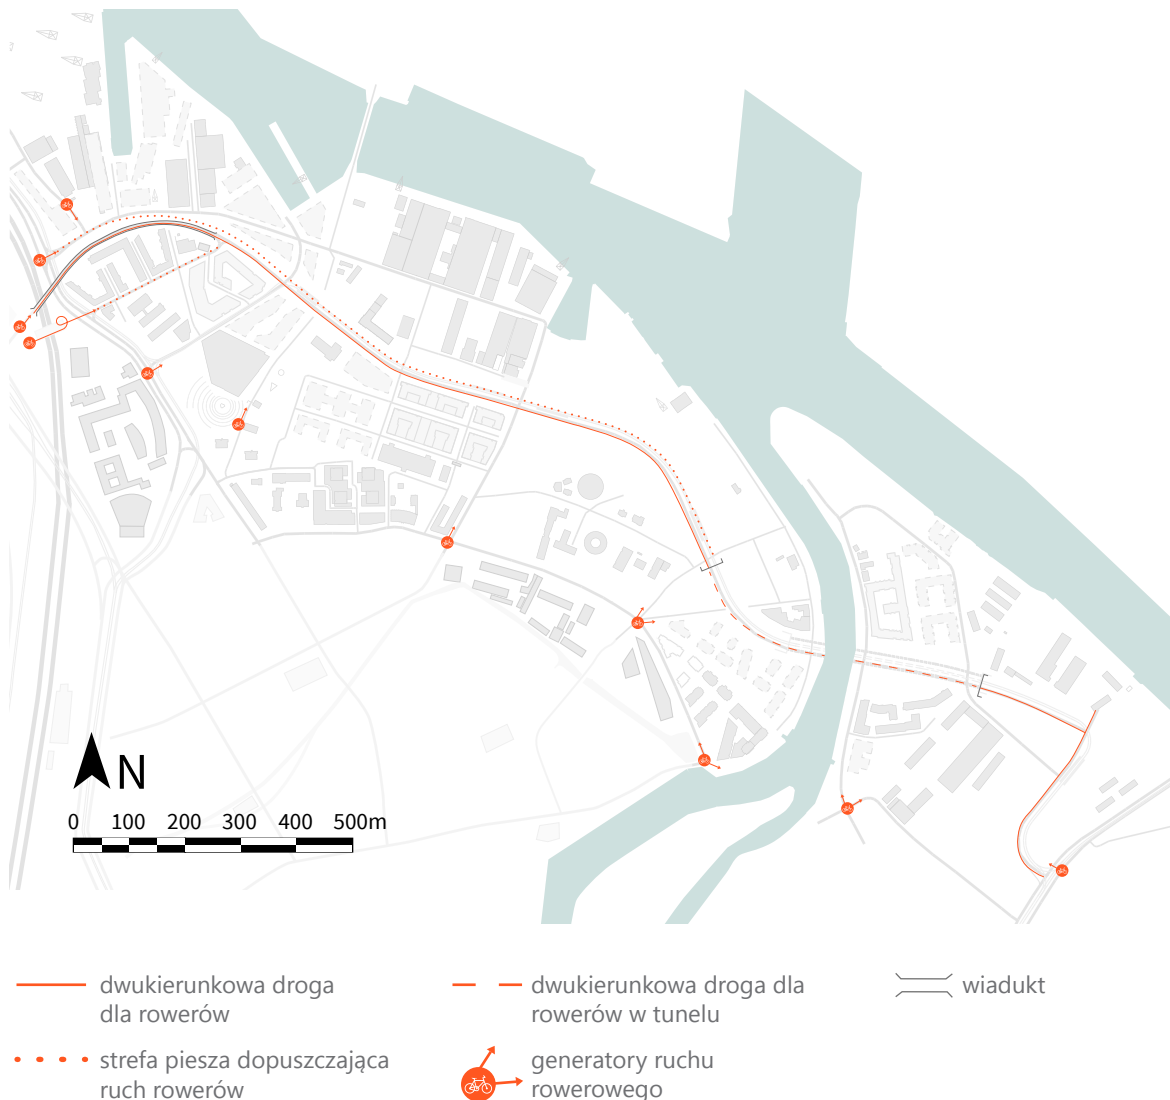 N
0 100 200 300 400 500m
dwukierunkowa droga
dla rowerów
dwukierunkowa droga dla
rowerów w tunelu
wiadukt
strefa piesza dopuszczająca
ruch rowerów
generatory ruchu
rowerowego